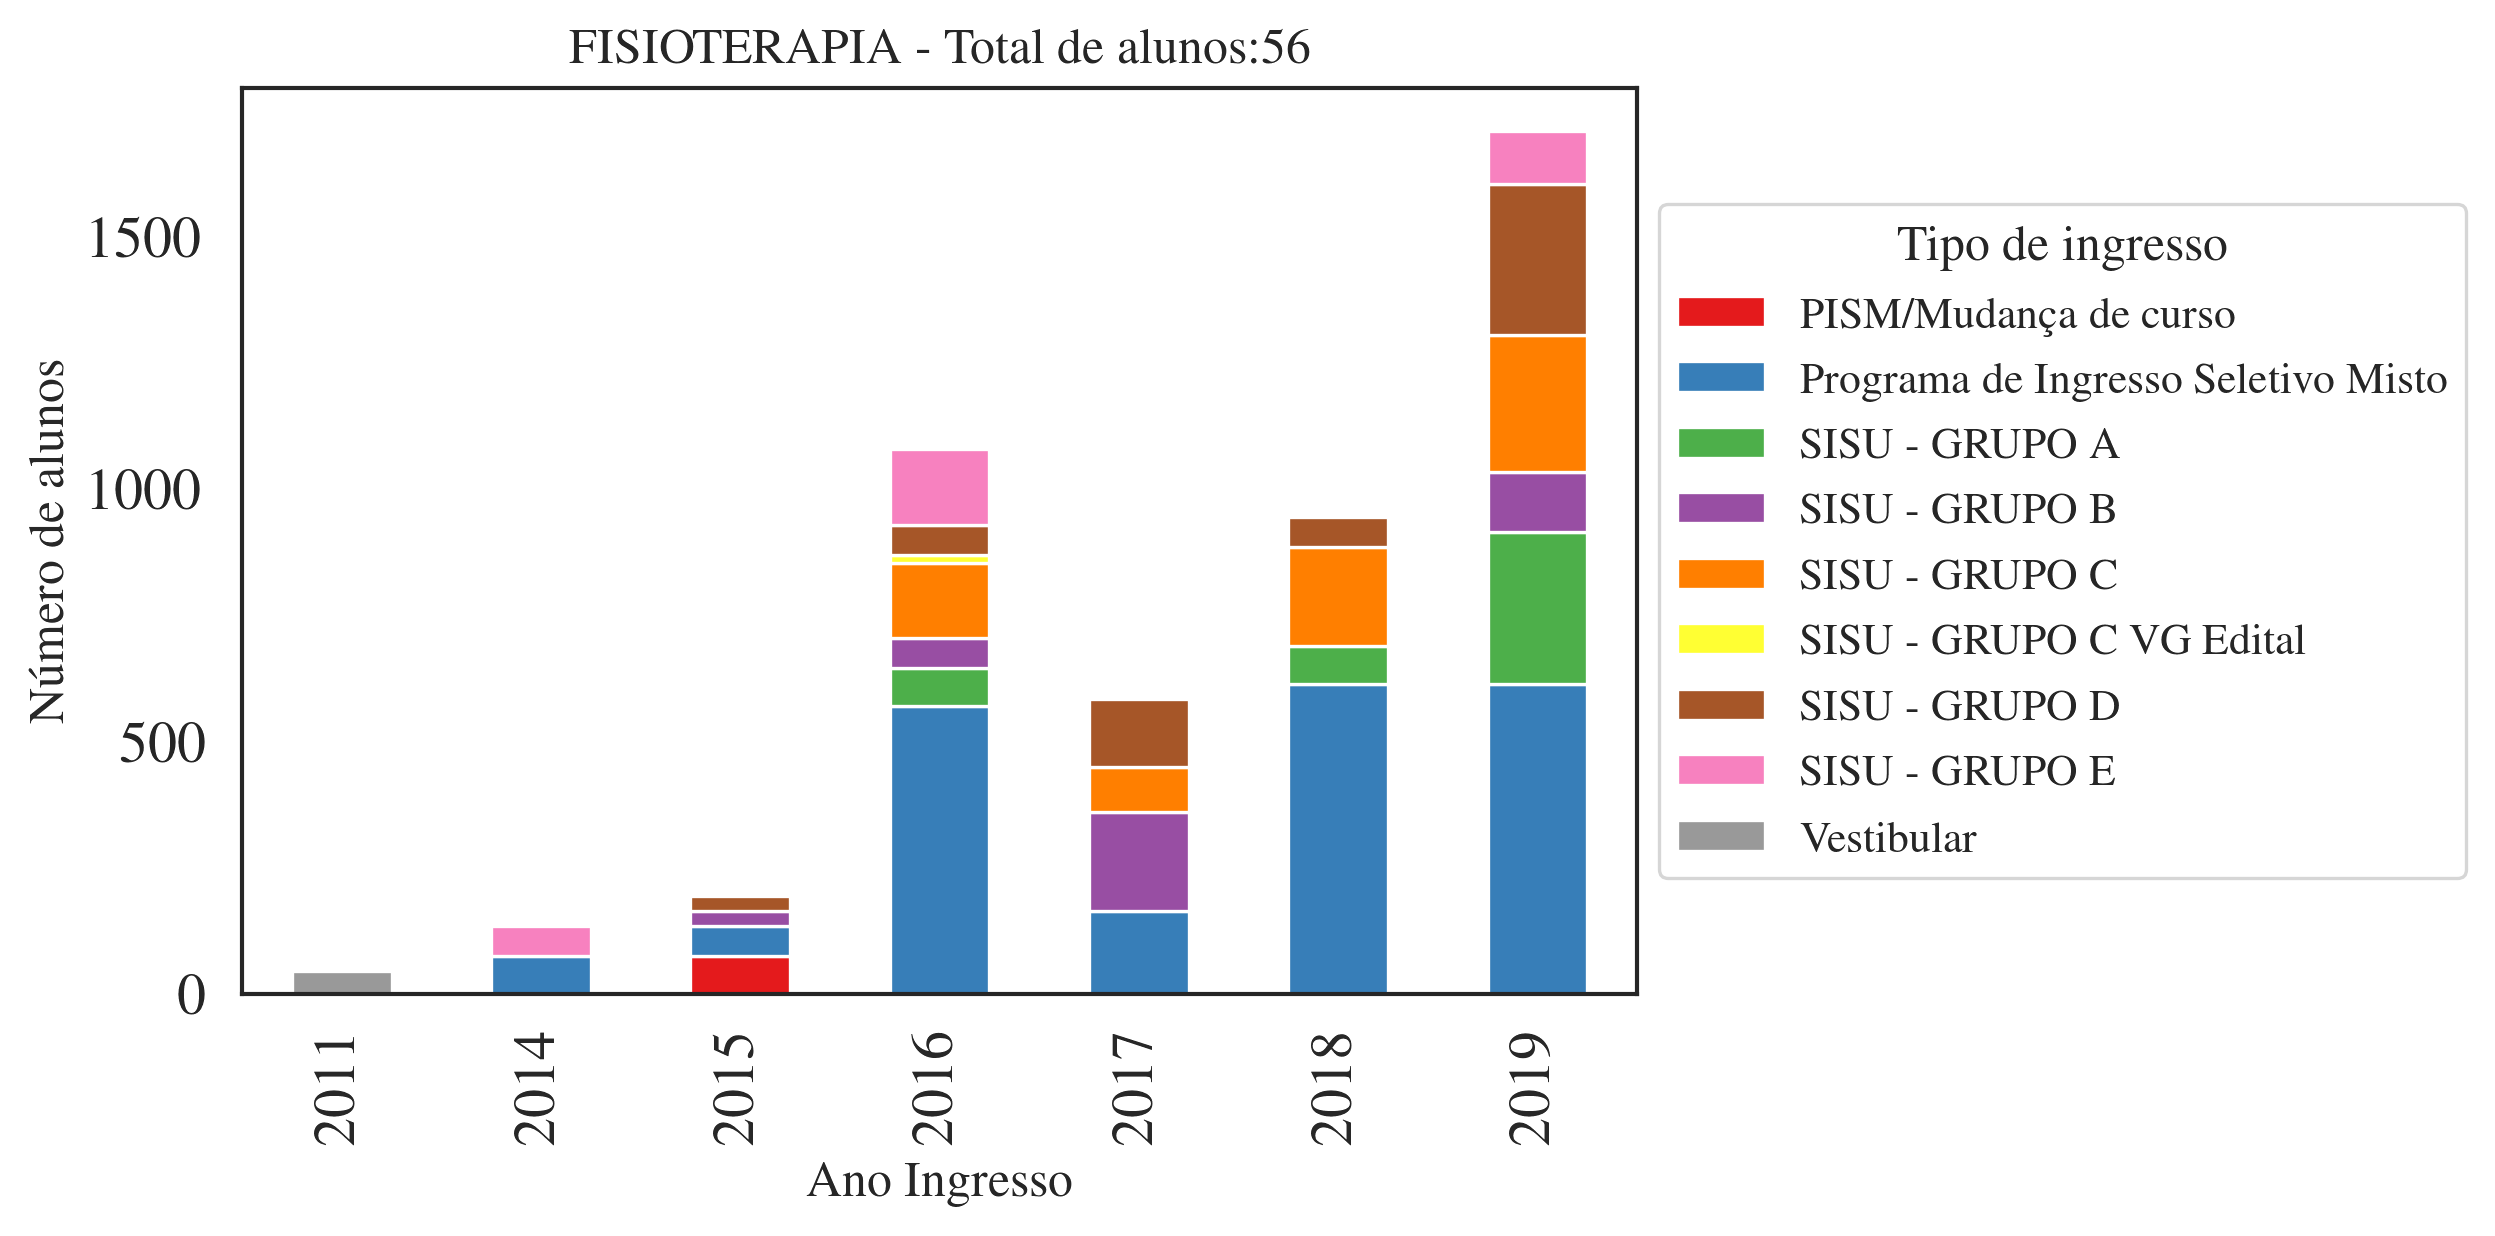 FISIOTERAPIA - Total de alunos:56
Número de alunos
1500
1000
500
0
2011
2014
2015
2016
2017
2018
2019
Ano Ingresso
Tipo de ingresso
PISM/Mudança de curso
Programa de Ingresso Seletivo Misto
SISU - GRUPO A
SISU - GRUPO B
SISU - GRUPO C
SISU - GRUPO C VG Edital
SISU - GRUPO D
SISU - GRUPO E
Vestibular